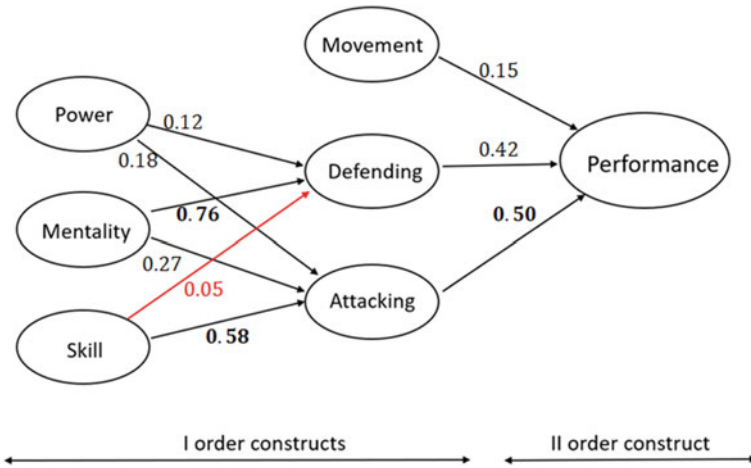 Movement
0.15
Power
0.12
0.18
Defending
0.42
Performance
Mentality
0.76
0.27
0.50
0.05
Attacking
Skill
0.58
I order constructs
II order construct